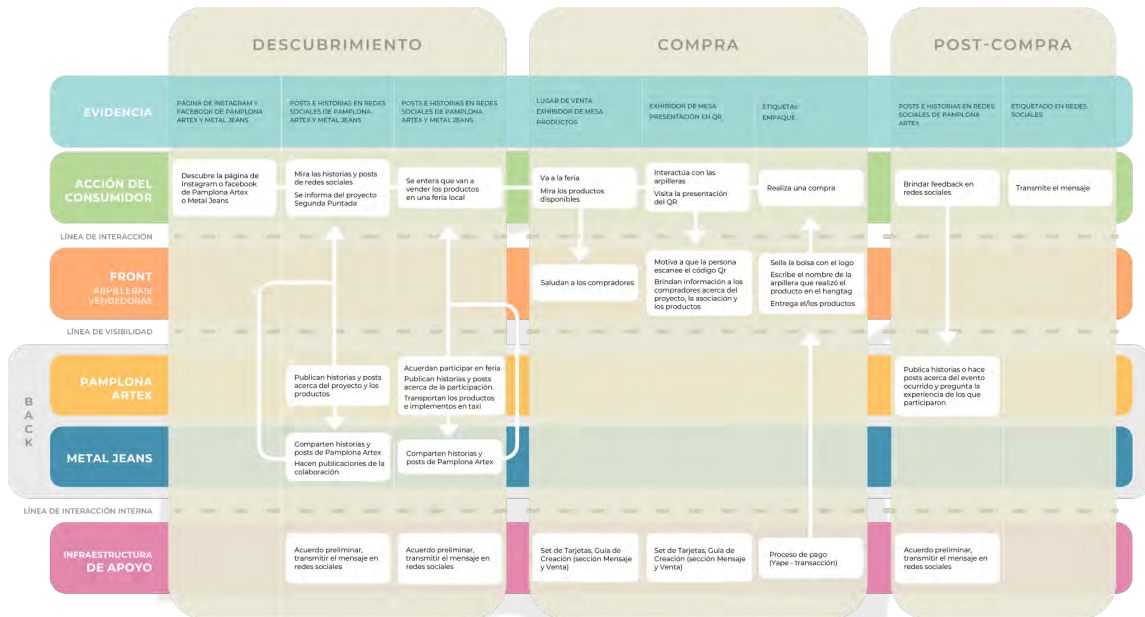 DESCUBRIMIENTO
COMPRA
POST-COMPRA
EVIDENCIA
PÁGINA DE INSTAGRAM Y
FACEBOOK DE PAMPLONA
ARTEX Y METAL JEANS
POSTS E HISTORIAS EN REDES
SOCIALES DE PAMPLONA
ARTEX Y METAL JEANS
POSTS E HISTORIAS EN REDES
SOCIALES DE PAMPLONA
ARTEX Y METAL JEANS
LUGAR DE VENTA
EXHIBIDOR DE MESA
PRODUCTOS
EXHIBIDOR DE MESA
PRESENTACIÓN EN QR
ETIQUETAS
EMPAQUE
POSTS E HISTORIAS EN REDES
SOCIALES DE PAMPLONA
ARTEX
ETIQUETADO EN REDES
SOCIALES
ACCIÓN DEL
CONSUMIDOR
Descubre la página de
Instagram o facebook
de Pamplona Artex
o Metal Jeans
Mira las historias y posts
de redes sociales
Se informa del proyecto
Segunda Puntada
Se entera que van a
vender los productos
en una feria local
Va a la feria
Mira los productos
disponibles
Interactúa con las
arpilleras
Visita la presentación
del QR
Realiza una compra
Brindar feedback en
redes sociales
Transmite el mensaje
LÍNEA DE INTERACCIÓN
FRONT
ARPILLERAS/
VENDEDORAS
Saludan a los compradores
Motiva a que la persona
escanee el código Qr
Brindan información a los
compradores acerca del
proyecto, la asociación y
los productos
Sella la bolsa con el logo
Escribe el nombre de la
arpillera que realizó el
producto en el hangtag
Entrega el/los productos
LÍNEA DE VISIBILIDAD
BACK
PAMPLONA
ARTEX
Publican historias y posts
acerca del proyecto y los
productos
Acuerdan participar en feria
Publican historias y posts
acerca de la participación.
Transportan los productos
e implementos en taxi
Publica historias o hace
posts acerca del evento
ocurrido y pregunta la
experiencia de los que
participaron
METAL JEANS
Comparten historias y
posts de Pamplona Artex
Hacen publicaciones de la
colaboración
Comparten historias y
posts de Pamplona Artex
LÍNEA DE INTERACCIÓN INTERNA
INFRAESTRUCTURA
DE APOYO
Acuerdo preliminar,
transmitir el mensaje en
redes sociales
Acuerdo preliminar,
transmitir el mensaje en
redes sociales
Set de Tarjetas, Guía de
Creación (sección Mensaje
y Venta)
Set de Tarjetas, Guía de
Creación (sección Mensaje
y Venta)
Proceso de pago
(Yape - transacción)
Acuerdo preliminar,
transmitir el mensaje en
redes sociales